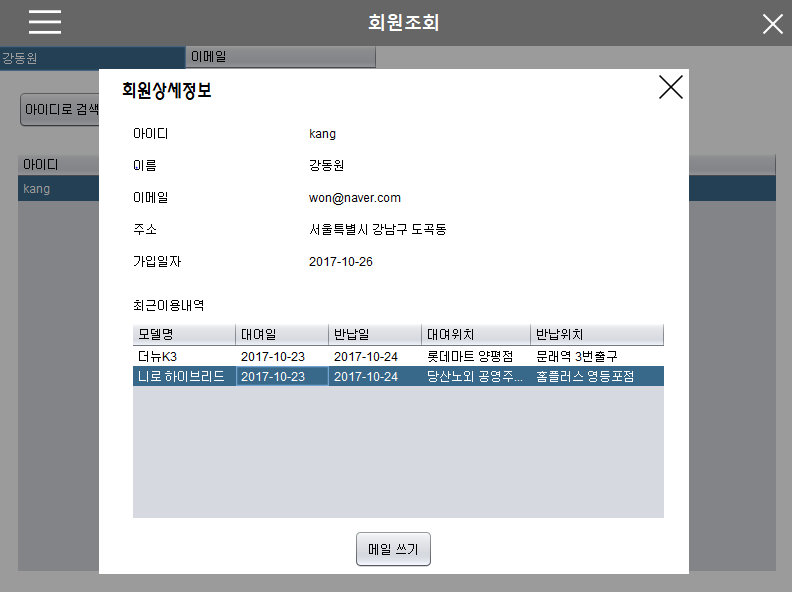 회원조회
강동원 이메일
회원상세정보
아이디로 검색
아이디 kang
이름 강동원
아이디
kang
이메일 won@naver.com
주소 서울특별시 강남구 도곡동
가입일자 2017-10-26
최근이용내역
모델명 대여일 반납일 대여위치 반납위치
더뉴K3 2017-10-23 2017-10-24 롯데마트 양평점 문래역 3번출구
니로 하이브리드 2017-10-23 2017-10-24 당산노외 공영주... 홈플러스 영등포점
메일 쓰기